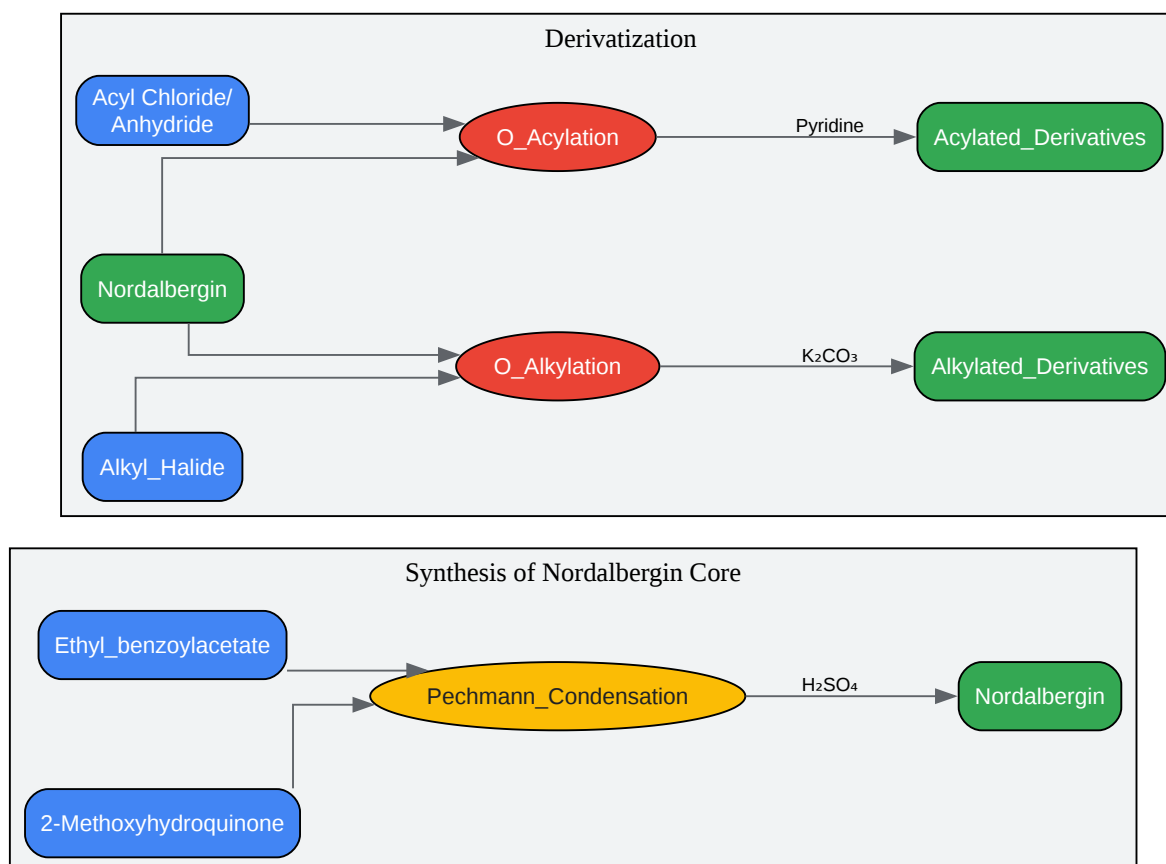 Derivatization
Acyl Chloride/
Anhydride
O_Acylation
Pyridine
Acylated_Derivatives
Nordalbergin
O_Alkylation
K₂CO₃
Alkylated_Derivatives
Alkyl_Halide
Synthesis of Nordalbergin Core
Ethyl_benzoylacetate
Pechmann_Condensation
H₂SO₄
Nordalbergin
2-Methoxyhydroquinone